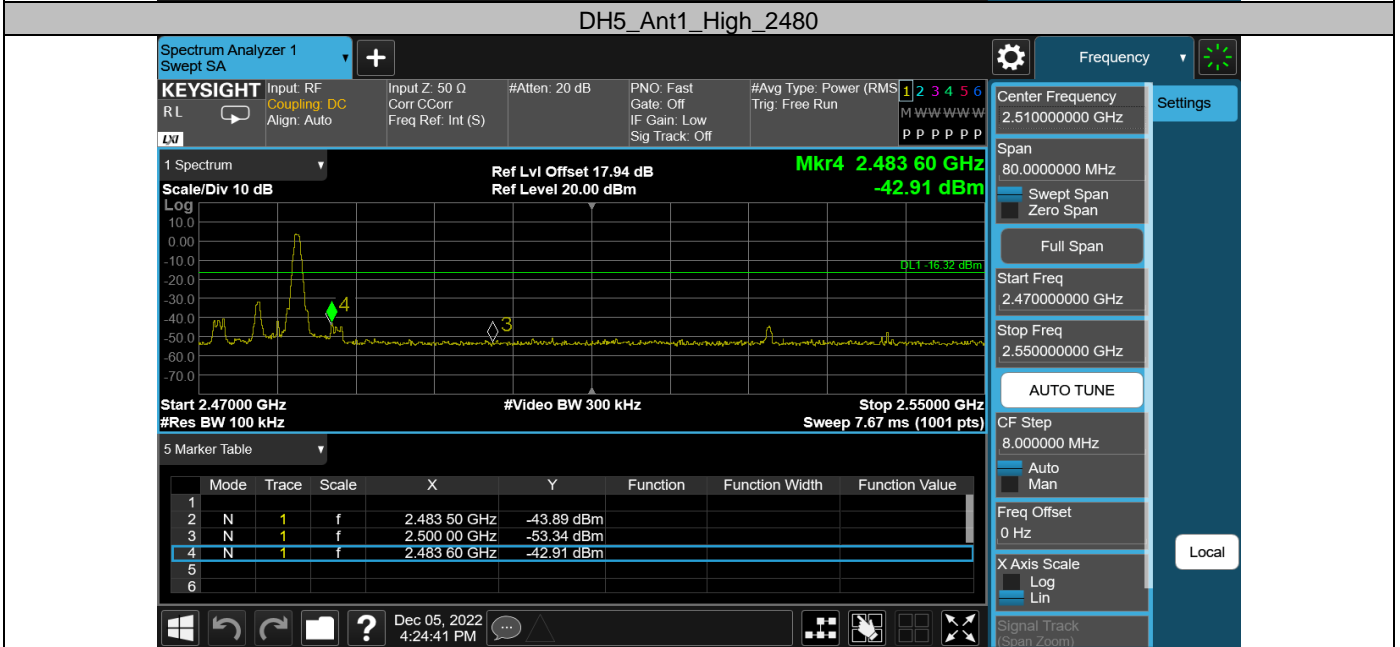 DH5_Ant1_High_2480
Spectrum Analyzer 1
Swept SA
+
Frequency
KEYSIGHT
RL
LXI
Input: RF
Coupling: DC
Align: Auto
Input Z: 50 Ω
Corr CCorr
Freq Ref: Int (S)
#Atten: 20 dB
PNO: Fast
Gate: Off
IF Gain: Low
Sig Track: Off
#Avg Type: Power (RMS
Trig: Free Run
1 2 3 4 5 6
M W W W W W
P P P P P P
1 Spectrum
Scale/Div 10 dB
Ref Lvl Offset 17.94 dB
Ref Level 20.00 dBm
Mkr4 2.483 60 GHz
-42.91 dBm
Log
10.0
0.00
-10.0
-20.0
-30.0
-40.0
-50.0
-60.0
-70.0
DL1 -16.32 dBm
4
3
Start 2.47000 GHz
#Video BW 300 kHz
Stop 2.55000 GHz
#Res BW 100 kHz
Sweep 7.67 ms (1001 pts)
5 Marker Table
Mode Trace Scale X Y Function Function Width Function Value
1
2 N 1 f 2.483 50 GHz -43.89 dBm
3 N 1 f 2.500 00 GHz -53.34 dBm
4 N 1 f 2.483 60 GHz -42.91 dBm
5
6
?
Dec 05, 2022
4:24:41 PM
Settings
Center Frequency
2.510000000 GHz
Span
80.0000000 MHz
Swept Span
Zero Span
Full Span
Start Freq
2.470000000 GHz
Stop Freq
2.550000000 GHz
AUTO TUNE
CF Step
8.000000 MHz
Auto
Man
Freq Offset
0 Hz
X Axis Scale
Log
Lin
Local
Signal Track
(Span Zoom)